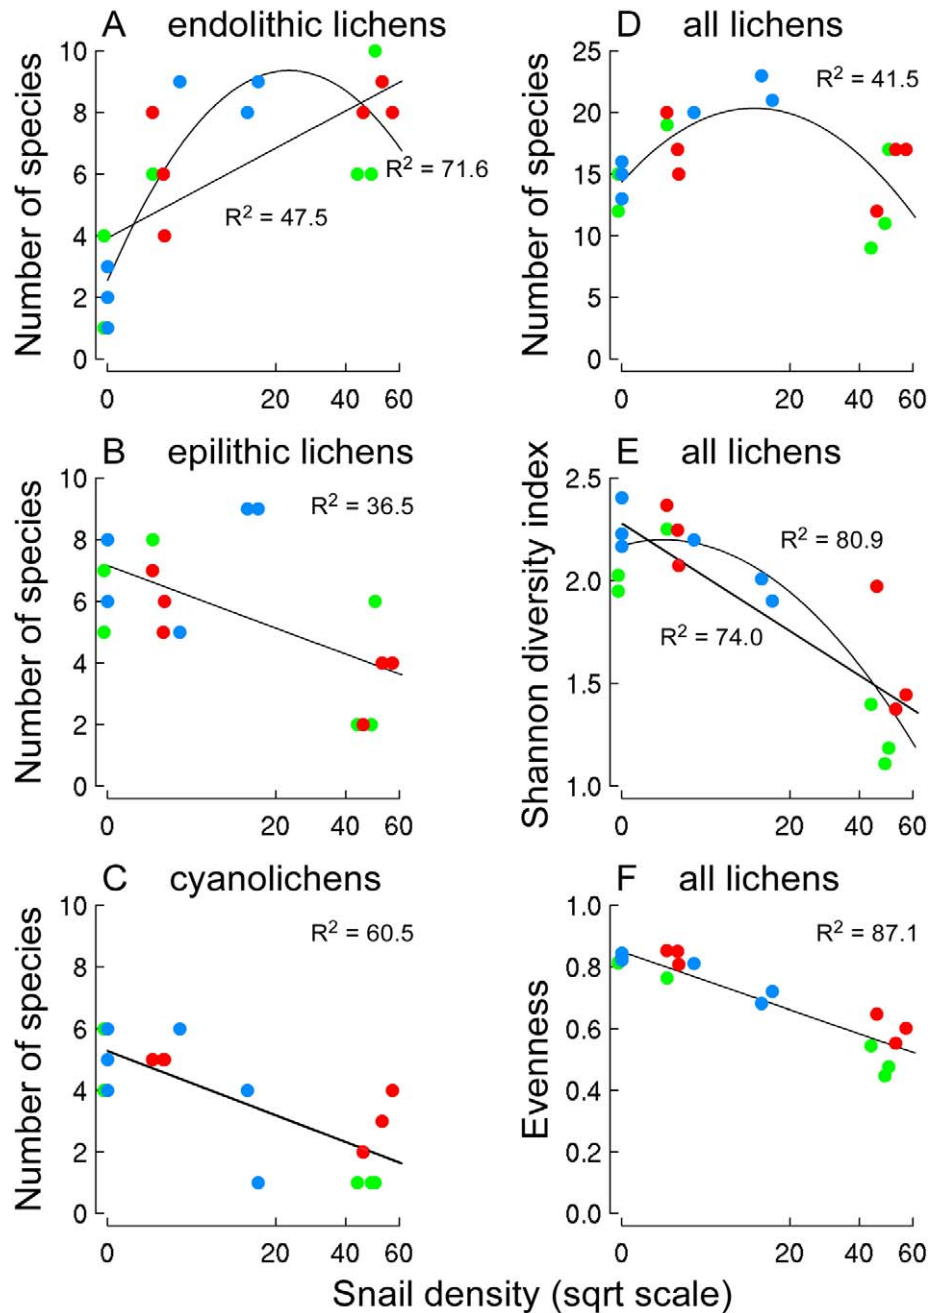 A endolithic lichens
Number of species
10
8
6
4
2
0
R² = 71.6
R² = 47.5
0 20 40 60
D all lichens
Number of species
25
20
15
10
5
0
R² = 41.5
0 20 40 60
B epilithic lichens
Number of species
10
8
6
4
2
0
R² = 36.5
0 20 40 60
E all lichens
Shannon diversity index
2.5
2.0
1.5
1.0
R² = 80.9
R² = 74.0
0 20 40 60
C cyanolichens
Number of species
10
8
6
4
2
0
R² = 60.5
0 20 40 60
F all lichens
Evenness
1.0
0.8
0.6
0.4
0.2
0.0
R² = 87.1
0 20 40 60
Snail density (sqrt scale)